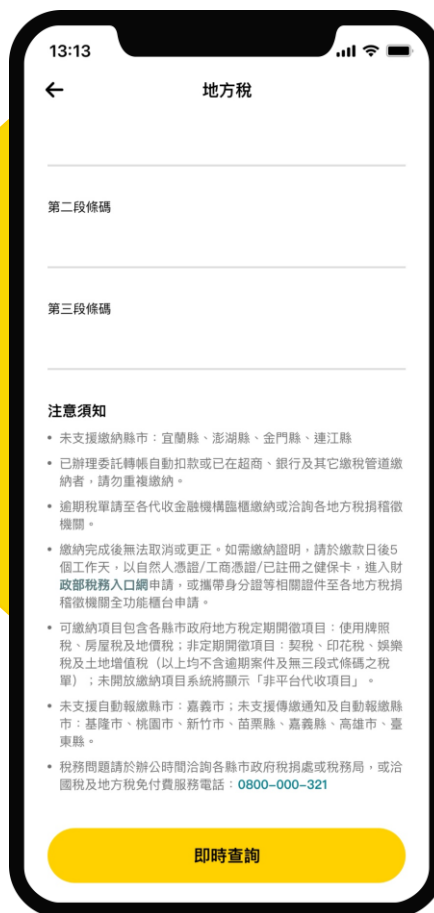 13:13
地方稅
第二段條碼
第三段條碼
注意須知
• 未支援繳納縣市：宜蘭縣、澎湖縣、金門縣、連江縣
• 已辦理委託轉帳自動扣款或已在超商、銀行及其它繳稅管道繳
納者，請勿重複繳納。
• 逾期稅單請至各代收金融機構臨櫃繳納或洽詢各地方稅捐稽徵
機關。
• 繳納完成後無法取消或更正。如需繳納證明，請於繳款日後5
個工作天，以自然人憑證/工商憑證/已註冊之健保卡，進入財
政部稅務入口網申請，或攜帶身分證等相關證件至各地方稅捐
稽徵機關全功能櫃台申請。
• 可繳納項目包含各縣市政府地方稅定期開徵項目：使用牌照
稅、房屋稅及地價稅；非定期開徵項目：契稅、印花稅、娛樂
稅及土地增值稅（以上均不含逾期案件及無三段式條碼之稅
單）；未開放繳納項目系統將顯示「非平台代收項目」。
• 未支援自動報繳縣市：嘉義市；未支援傳繳通知及自動報繳縣
市：基隆市、桃園市、新竹市、苗栗縣、嘉義縣、高雄市、臺
東縣。
• 稅務問題請於辦公時間洽詢各縣市政府稅捐處或稅務局，或洽
國稅及地方稅免付費服務電話：0800-000-321
即時查詢